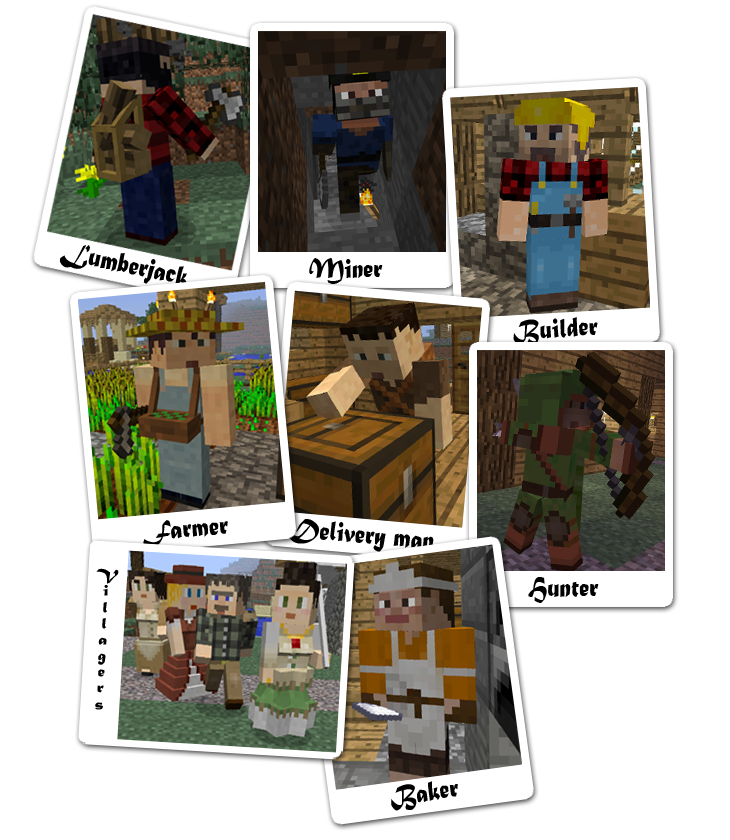 Lumberjack
Miner
Builder
Farmer
Delivery man
Hunter
Villagers
Baker